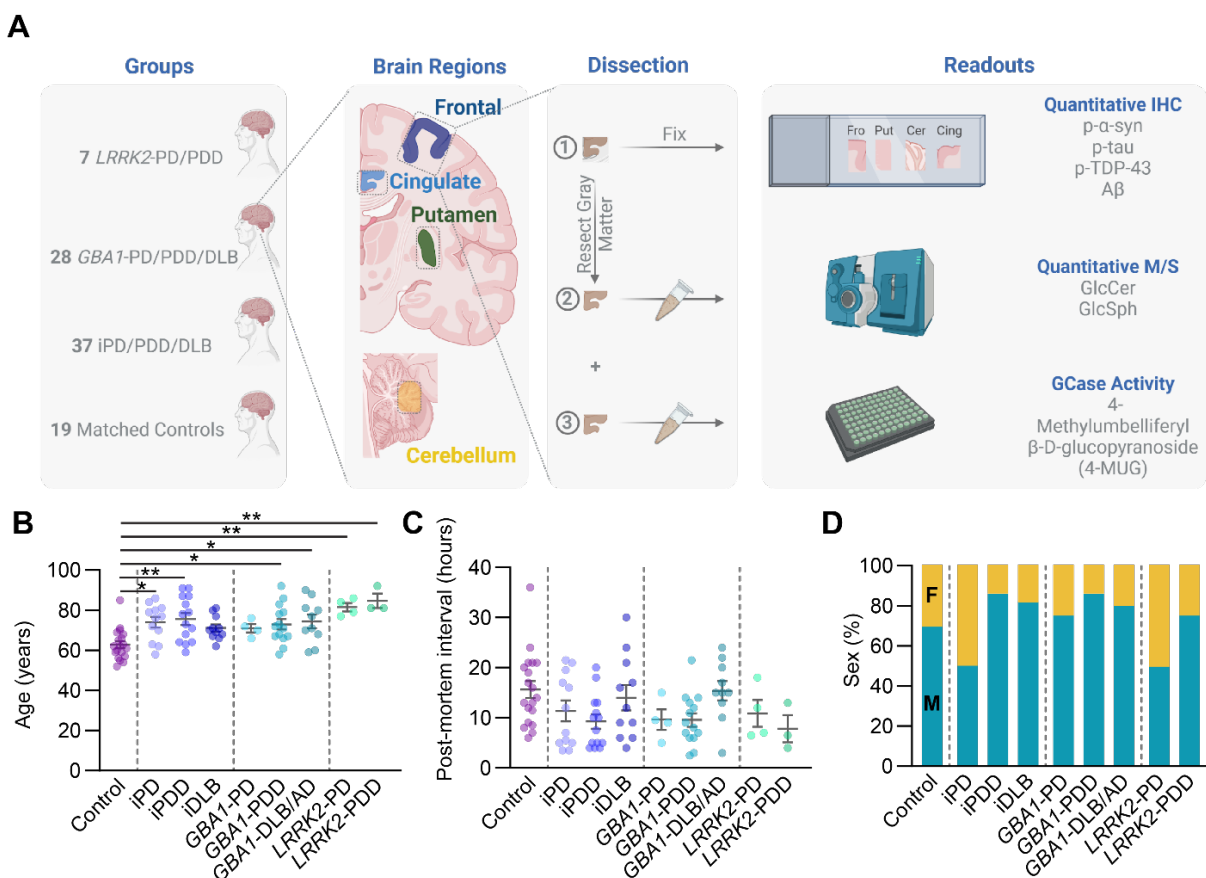 A
Groups
7 LRRK2-PD/PDD
28 GBA1-PD/PDD/DLB
37 iPD/PDD/DLB
19 Matched Controls
Brain Regions
Frontal
Cingulate
Putamen
Cerebellum
Dissection
1
Fix
Resect Gray
Matter
2
+
3
Readouts
Fro Put Cer Cing
Quantitative IHC
p-α-syn
p-tau
p-TDP-43
Aβ
Quantitative M/S
GlcCer
GlcSph
GCase Activity
4-
Methylumbelliferyl
β-D-glucopyranoside
(4-MUG)
B
Age (years)
100
80
60
40
20
0
**
**
*
*
**
*
Control
iPD
iPDD
iDLB
GBA1-PD
GBA1-PDD
GBA1-DLB/AD
LRRK2-PD
LRRK2-PDD
C
Post-mortem interval (hours)
40
30
20
10
0
Control
iPD
iPDD
iDLB
GBA1-PD
GBA1-PDD
GBA1-DLB/AD
LRRK2-PD
LRRK2-PDD
D
Sex (%)
100
80
60
40
20
0
F
M
Control
iPD
iPDD
iDLB
GBA1-PD
GBA1-PDD
GBA1-DLB/AD
LRRK2-PD
LRRK2-PDD